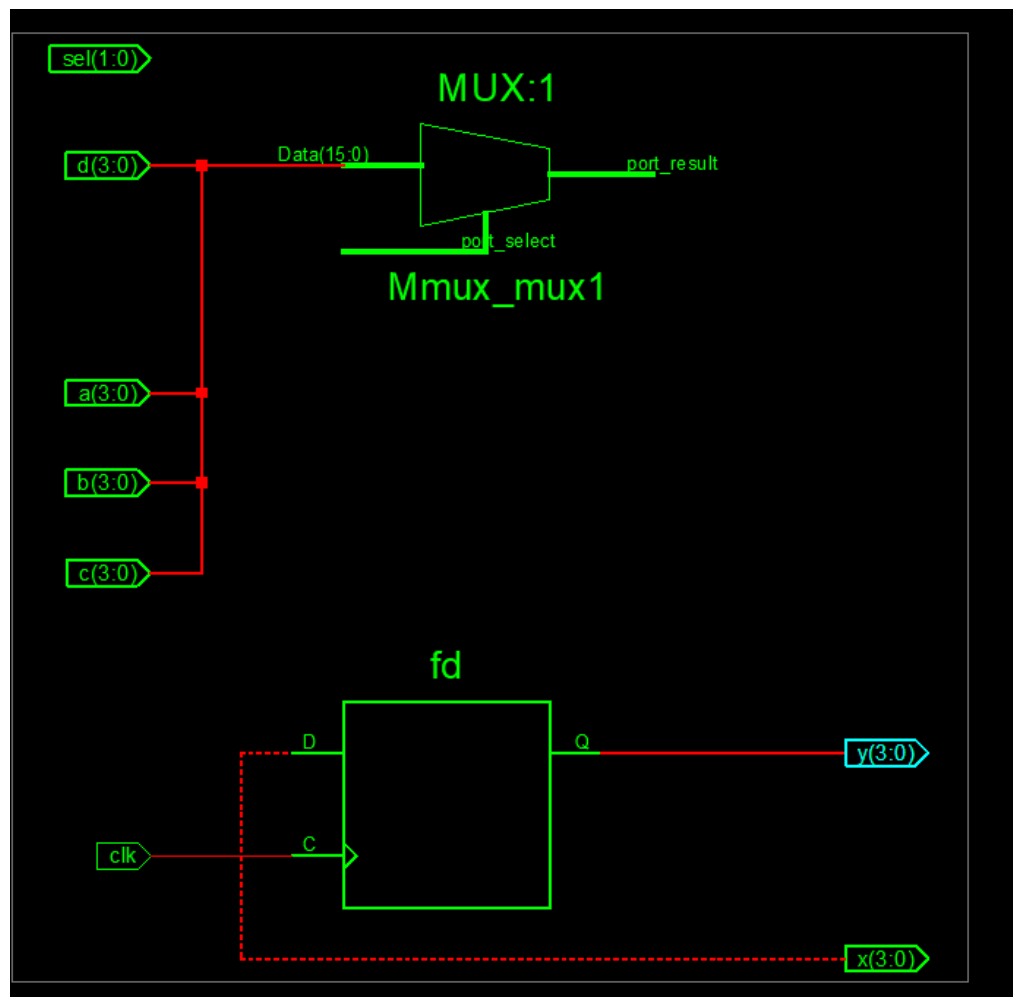 sel(1:0)
MUX:1
d(3:0)
Data(15:0)
port_result
port_select
Mmux_mux1
a(3:0)
b(3:0)
c(3:0)
fd
D
Q
y(3:0)
clk
C
x(3:0)